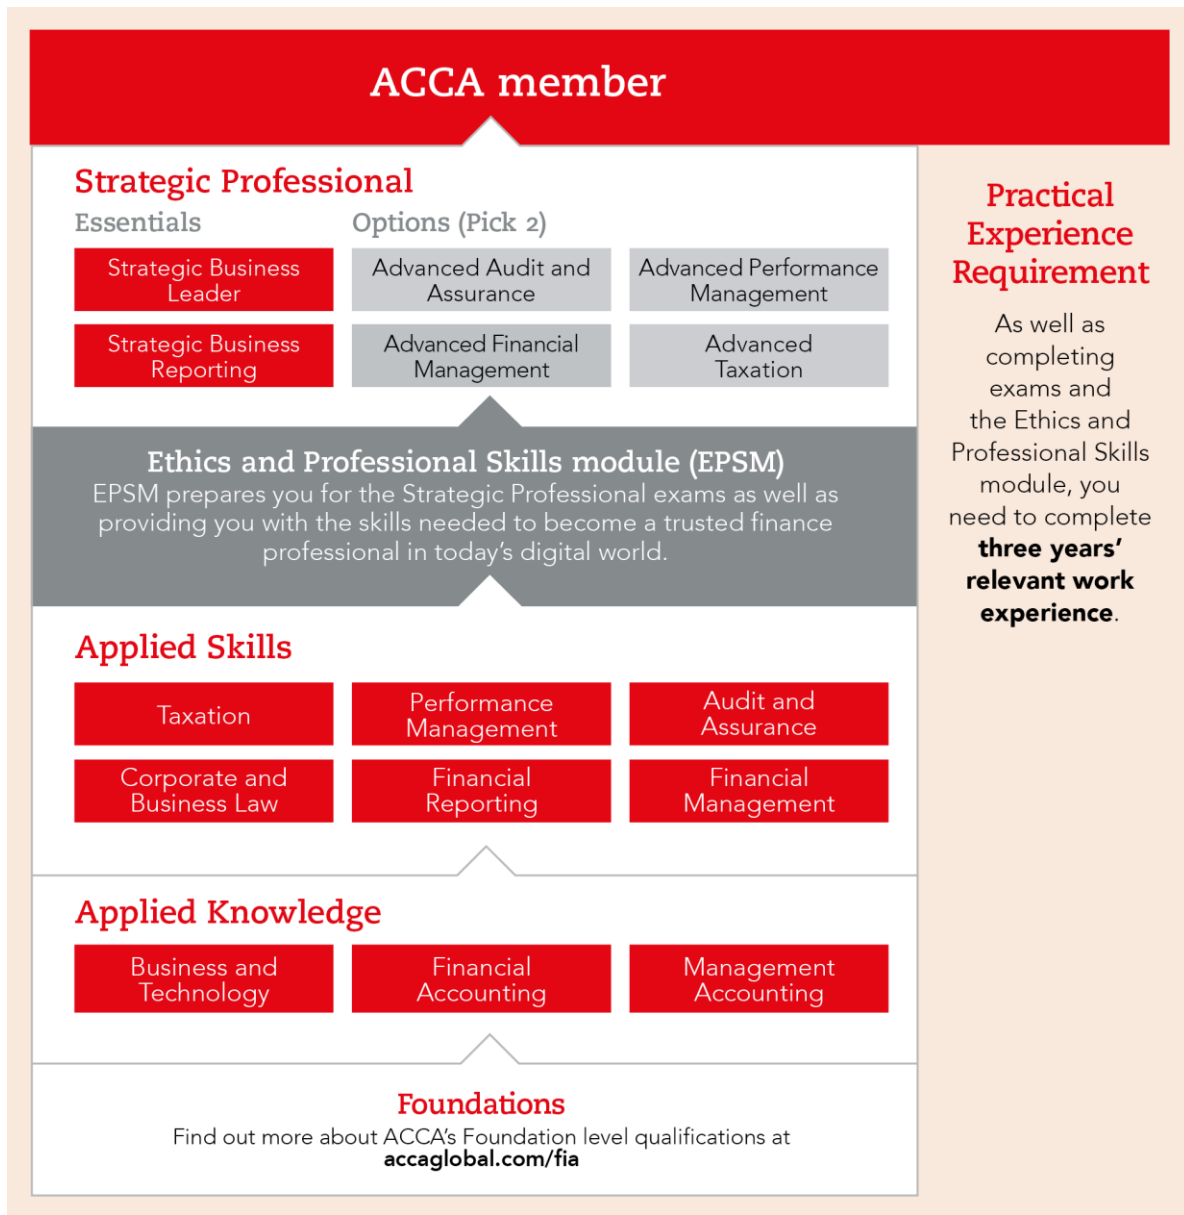 ACCA member
Strategic Professional
Essentials
Options (Pick 2)
Strategic Business
Leader
Advanced Audit and
Assurance
Advanced Performance
Management
Strategic Business
Reporting
Advanced Financial
Management
Advanced
Taxation
Ethics and Professional Skills module (EPSM)
EPSM prepares you for the Strategic Professional exams as well as
providing you with the skills needed to become a trusted finance
professional in today's digital world.
Applied Skills
Taxation
Performance
Management
Audit and
Assurance
Corporate and
Business Law
Financial
Reporting
Financial
Management
Applied Knowledge
Business and
Technology
Financial
Accounting
Management
Accounting
Foundations
Find out more about ACCA's Foundation level qualifications at
accaglobal.com/fia
Practical
Experience
Requirement
As well as
completing
exams and
the Ethics and
Professional Skills
module, you
need to complete
three years'
relevant work
experience.